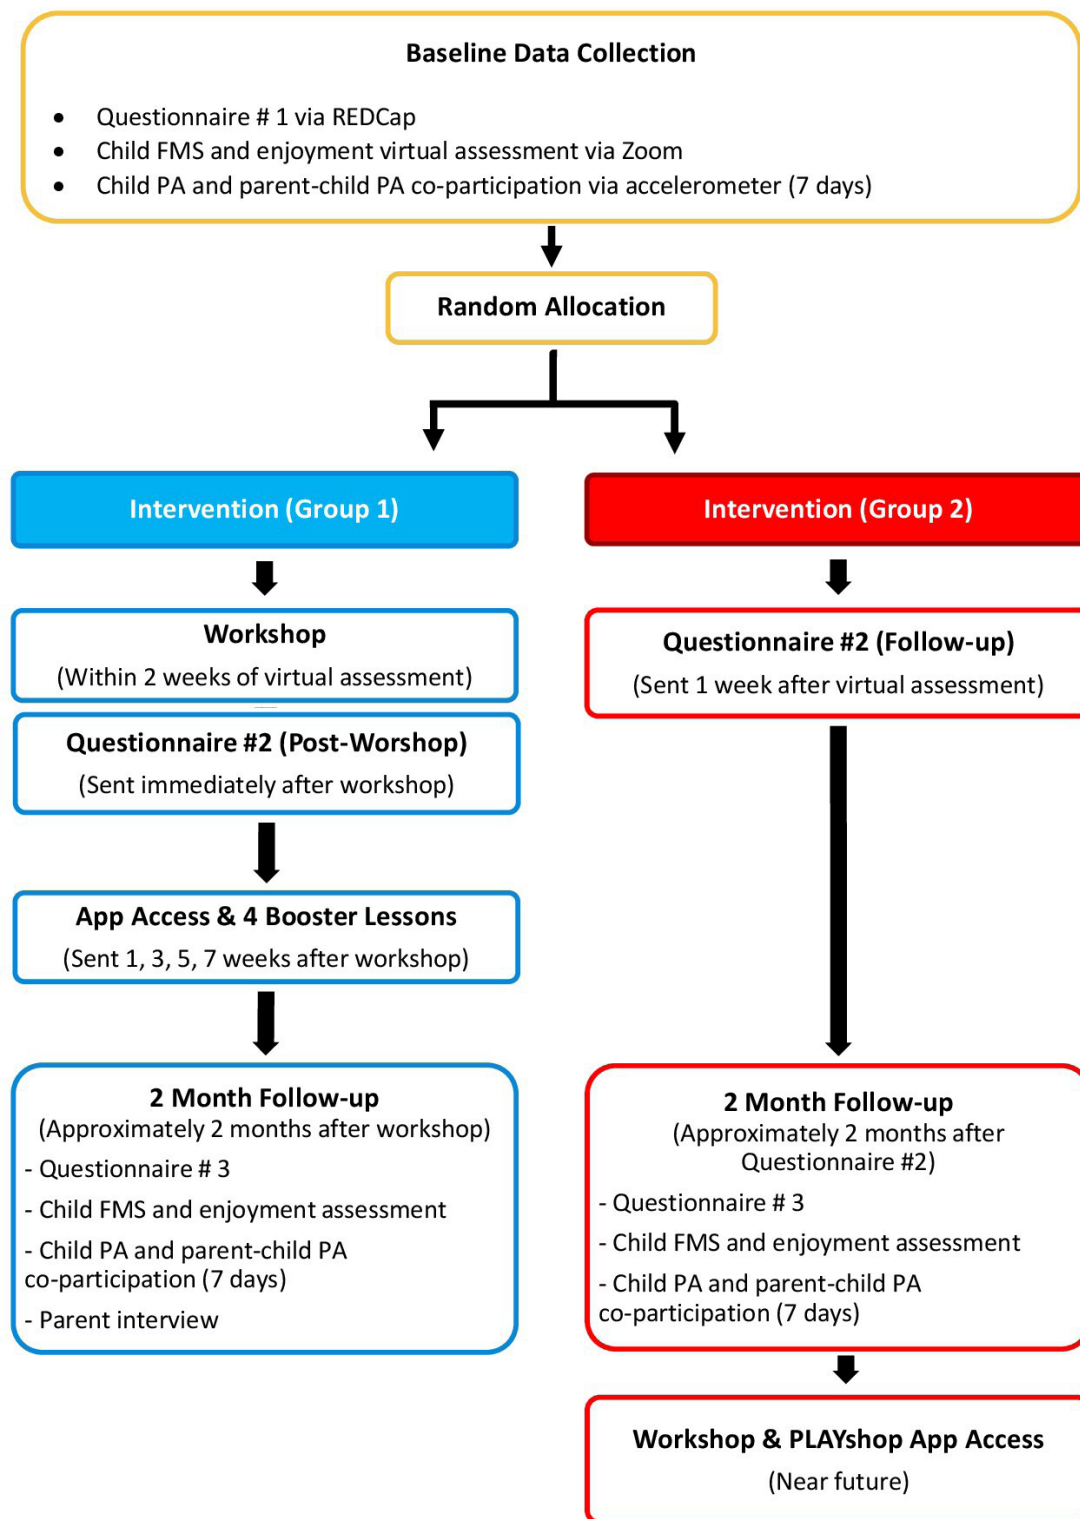 Baseline Data Collection
• Questionnaire # 1 via REDCap
• Child FMS and enjoyment virtual assessment via Zoom
• Child PA and parent-child PA co-participation via accelerometer (7 days)
Random Allocation
Intervention (Group 1)
Workshop
(Within 2 weeks of virtual assessment)
Questionnaire #2 (Post-Worshop)
(Sent immediately after workshop)
App Access & 4 Booster Lessons
(Sent 1, 3, 5, 7 weeks after workshop)
2 Month Follow-up
(Approximately 2 months after workshop)
- Questionnaire # 3
- Child FMS and enjoyment assessment
- Child PA and parent-child PA
co-participation (7 days)
- Parent interview
Intervention (Group 2)
Questionnaire #2 (Follow-up)
(Sent 1 week after virtual assessment)
2 Month Follow-up
(Approximately 2 months after
Questionnaire #2)
- Questionnaire # 3
- Child FMS and enjoyment assessment
- Child PA and parent-child PA
co-participation (7 days)
Workshop & PLAYshop App Access
(Near future)